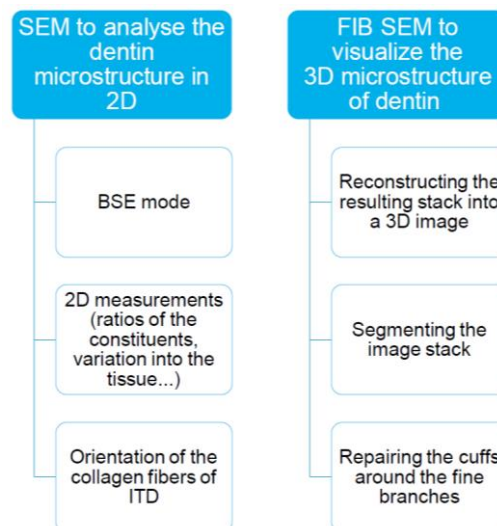 SEM to analyse the
dentin
microstructure in
2D
BSE mode
2D measurements
(ratios of the
constituents,
variation into the
tissue...)
Orientation of the
collagen fibers of
ITD
FIB SEM to
visualize the
3D microstructure
of dentin
Reconstructing the
resulting stack into
a 3D image
Segmenting the
image stack
Repairing the cuffs
around the fine
branches